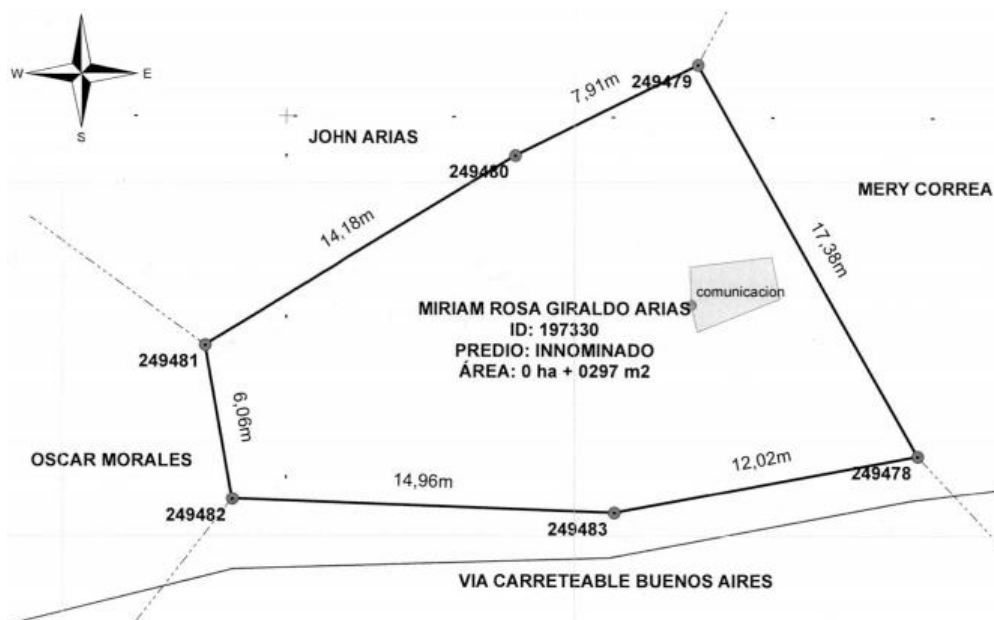 W E
S
7,91m
249479
JOHN ARIAS
249480
MERY CORREA
14,18m
17,38m
comunicacion
MIRIAM ROSA GIRALDO ARIAS
ID: 197330
PREDIO: INNOMINADO
ÁREA: 0 ha + 0297 m2
249481
6,06m
OSCAR MORALES
14,96m
12,02m
249478
249482
249483
VIA CARRETEABLE BUENOS AIRES